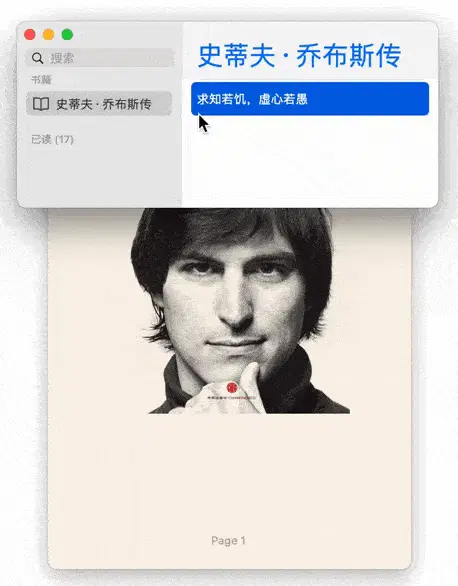 搜索
书籍
史蒂夫·乔布斯传
已读 (17)
史蒂夫·乔布斯传
求知若饥，虚心若愚
Page 1